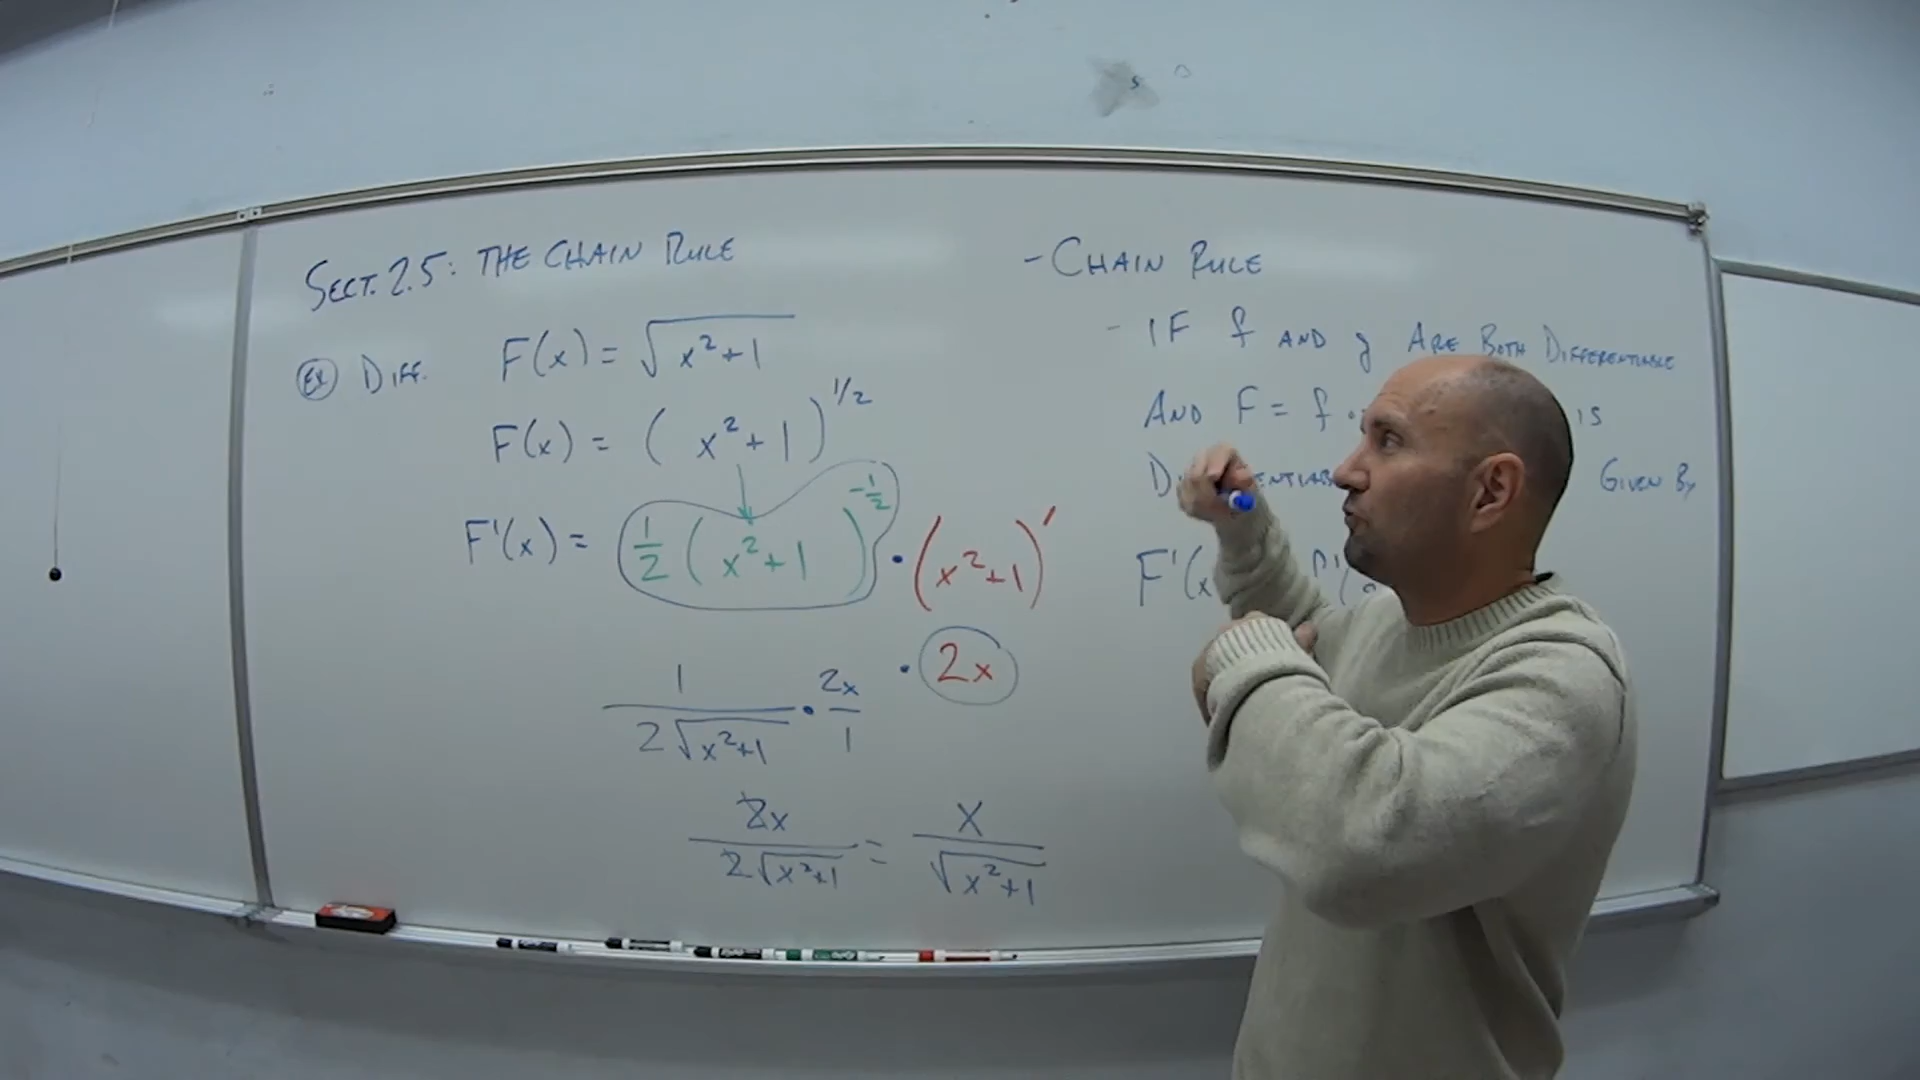 SECT. 2.5: THE CHAIN RULE
EX DIFF. F(x) = √x²+1
F(x) = ( x²+1 )^1/2
F'(x) = 1/2 ( x²+1 )^-1/2 • (x²+1)'
• 2x
1/2√x²+1 • 2x/1
2x/2√x²+1 = x/√x²+1
- CHAIN RULE
- IF f AND g ARE BOTH DIFFERENTIABLE
AND F = f IS
GIVEN BY
F'(x